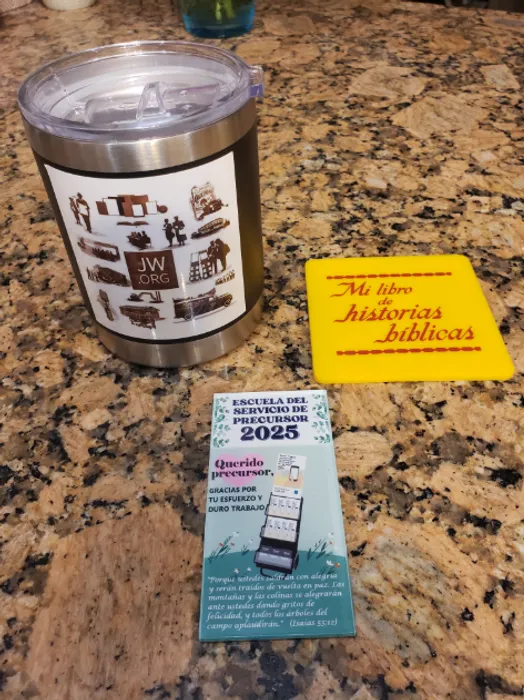 JW
.ORG
Mi libro
de
historias
bíblicas
ESCUELA DEL
SERVICIO DE
PRECURSOR
2025
Querido
precursor,
GRACIAS POR
TU ESFUERZO Y
DURO TRABAJO
"Porque ustedes saldrán con alegría
y serán traídos de vuelta en paz. Las
montañas y las colinas se alegrarán
ante ustedes dando gritos de
felicidad, y todos los árboles del
campo aplaudirán." (Isaías 55:12)